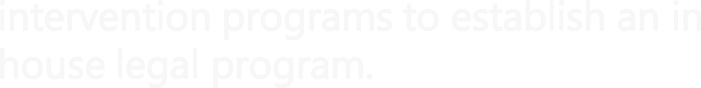 intervention programs to establish an in
house legal program.